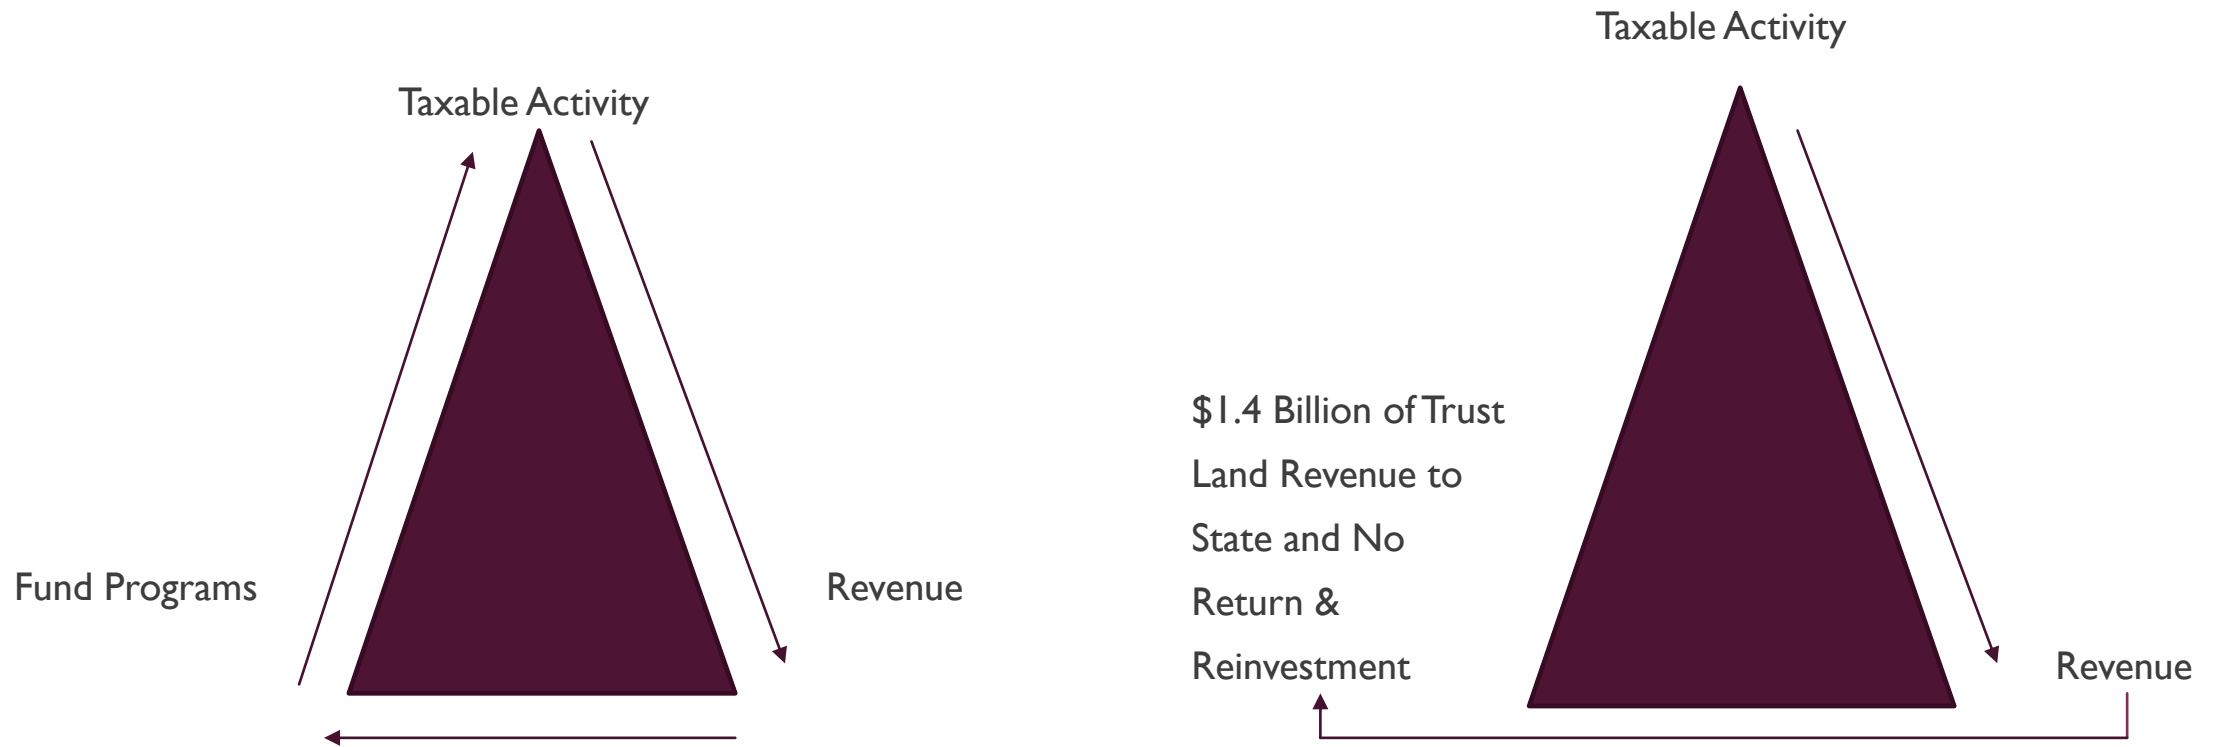 Taxable Activity
Fund Programs
Revenue
Taxable Activity
$1.4 Billion of Trust
Land Revenue to
State and No
Return &
Reinvestment
Revenue